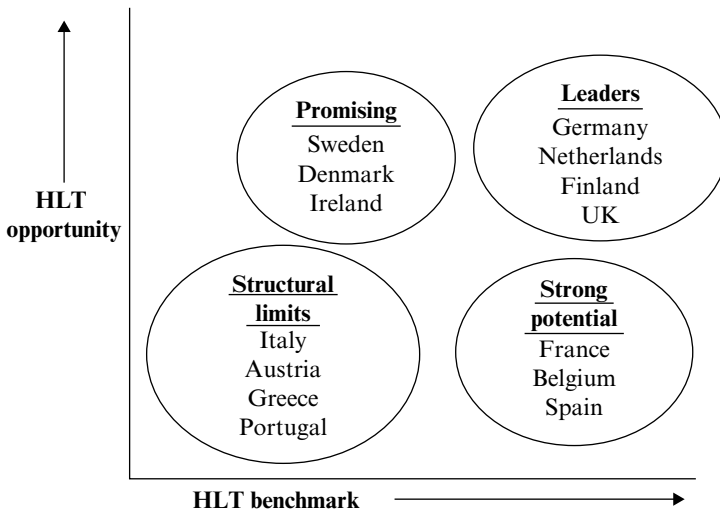 HLT
opportunity
Promising
Sweden
Denmark
Ireland
Leaders
Germany
Netherlands
Finland
UK
Structural
limits
Italy
Austria
Greece
Portugal
Strong
potential
France
Belgium
Spain
HLT benchmark